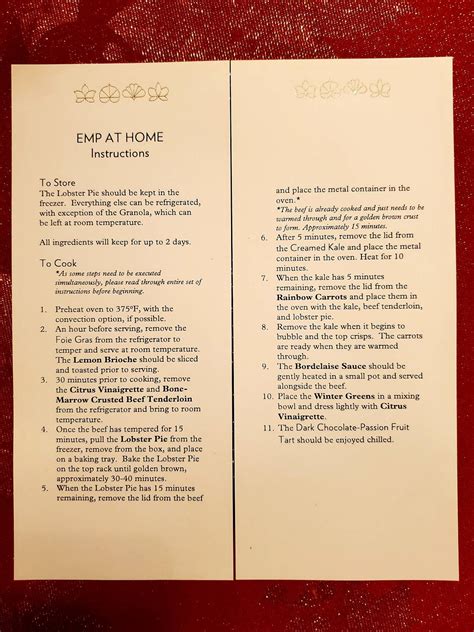 EMP AT HOME
Instructions
To Store
The Lobster Pie should be kept in the
freezer. Everything else can be refrigerated,
with exception of the Granola, which can
be left at room temperature.
All ingredients will keep for up to 2 days.
To Cook
*As some steps need to be executed
simultaneously, please read through entire set of
instructions before beginning.
1. Preheat oven to 375°F, with the
convection option, if possible.
2. An hour before serving, remove the
Foie Gras from the refrigerator to
temper and serve at room temperature.
The Lemon Brioche should be sliced
and toasted prior to serving.
3. 30 minutes prior to cooking, remove
the Citrus Vinaigrette and Bone-
Marrow Crusted Beef Tenderloin
from the refrigerator and bring to room
temperature.
4. Once the beef has tempered for 15
minutes, pull the Lobster Pie from the
freezer, remove from the box, and place
on a baking tray. Bake the Lobster Pie
on the top rack until golden brown,
approximately 30-40 minutes.
5. When the Lobster Pie has 15 minutes
remaining, remove the lid from the beef
and place the metal container in the
oven.*
*The beef is already cooked and just needs to be
warmed through and for a golden brown crust
to form. Approximately 15 minutes.
6. After 5 minutes, remove the lid from
the Creamed Kale and place the metal
container in the oven. Heat for 10
minutes.
7. When the kale has 5 minutes
remaining, remove the lid from the
Rainbow Carrots and place them in
the oven with the kale, beef tenderloin,
and lobster pie.
8. Remove the kale when it begins to
bubble and the top crisps. The carrots
are ready when they are warmed
through.
9. The Bordelaise Sauce should be
gently heated in a small pot and served
alongside the beef.
10. Place the Winter Greens in a mixing
bowl and dress lightly with Citrus
Vinaigrette.
11. The Dark Chocolate-Passion Fruit
Tart should be enjoyed chilled.